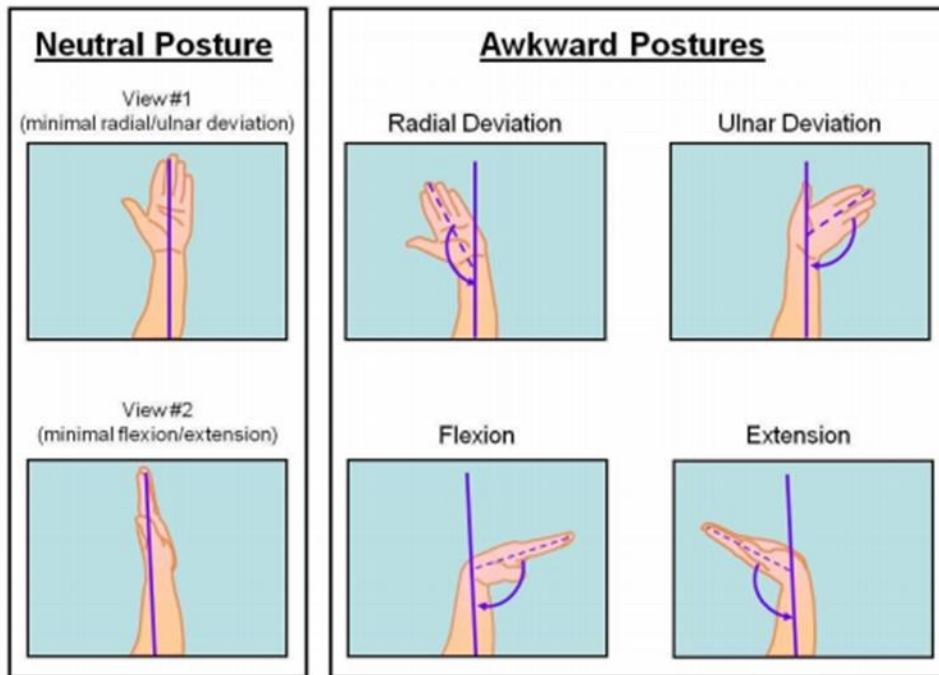 Neutral Posture
View #1
(minimal radial/ulnar deviation)
View #2
(minimal flexion/extension)
Awkward Postures
Radial Deviation
Ulnar Deviation
Flexion
Extension